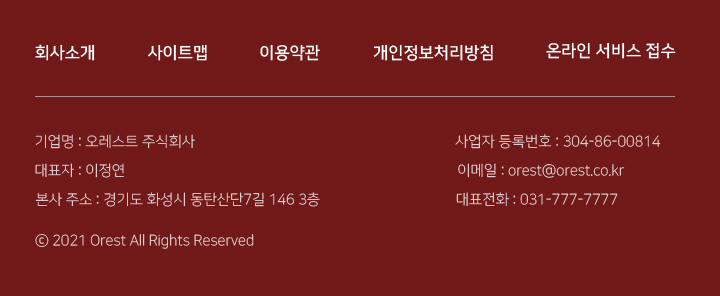 회사소개 사이트맵 이용약관 개인정보처리방침 온라인 서비스 접수
기업명 : 오레스트 주식회사 사업자 등록번호 : 304-86-00814
대표자 : 이정연 이메일 : orest@orest.co.kr
본사 주소 : 경기도 화성시 동탄산단7길 146 3층 대표전화 : 031-777-7777
ⓒ 2021 Orest All Rights Reserved